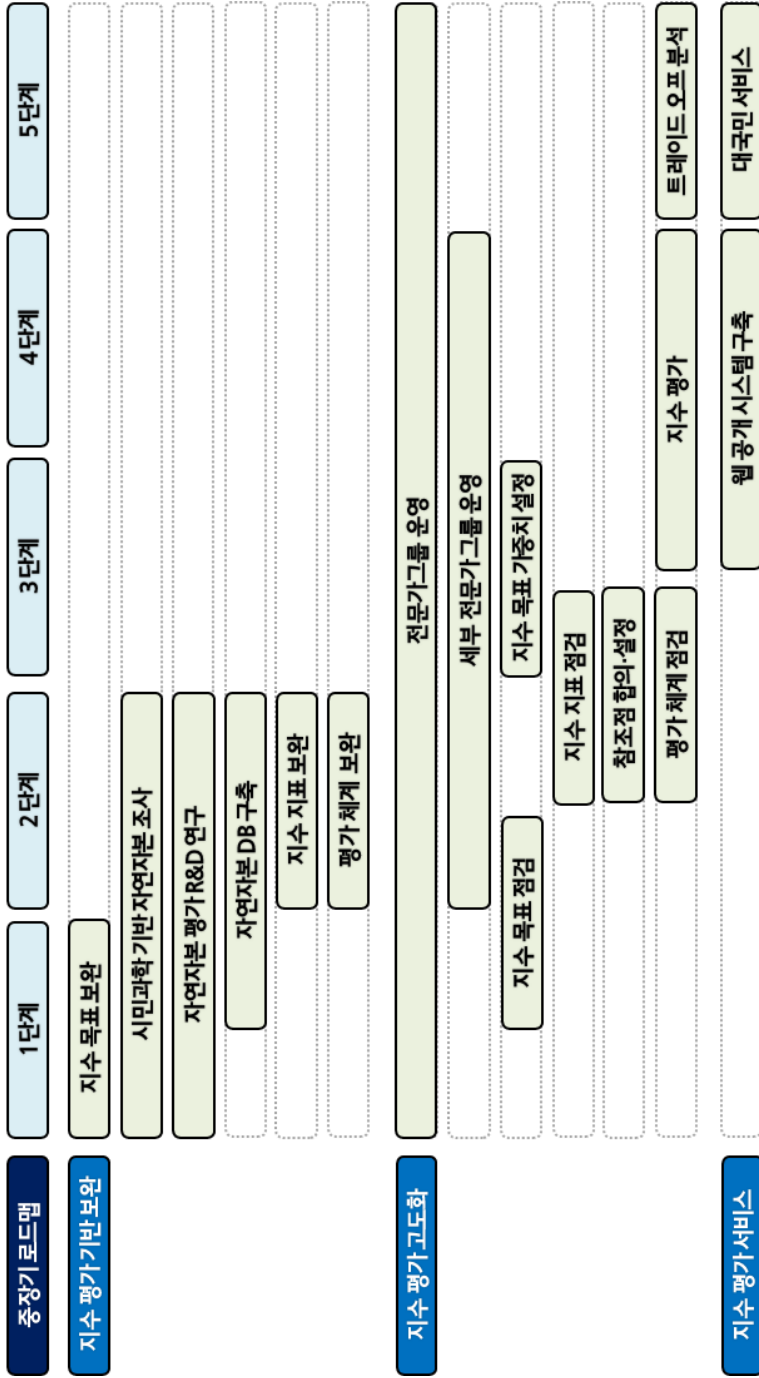 중장기 로드맵
1단계
2단계
3단계
4단계
5단계
지수 평가 기반 보완
지수 목표 보완
시민과학 기반 자연자본 조사
자연자본 평가 R&D 연구
자연자본 DB 구축
지수 지표 보완
평가 체계 보완
지수 평가 고도화
전문가그룹 운영
세부 전문가그룹 운영
지수 목표 점검
지수 목표 가중치 설정
지수 지표 점검
참조점 합의·설정
평가 체계 점검
지수 평가
트레이드 오프 분석
지수 평가 서비스
웹 공개 시스템 구축
대국민 서비스